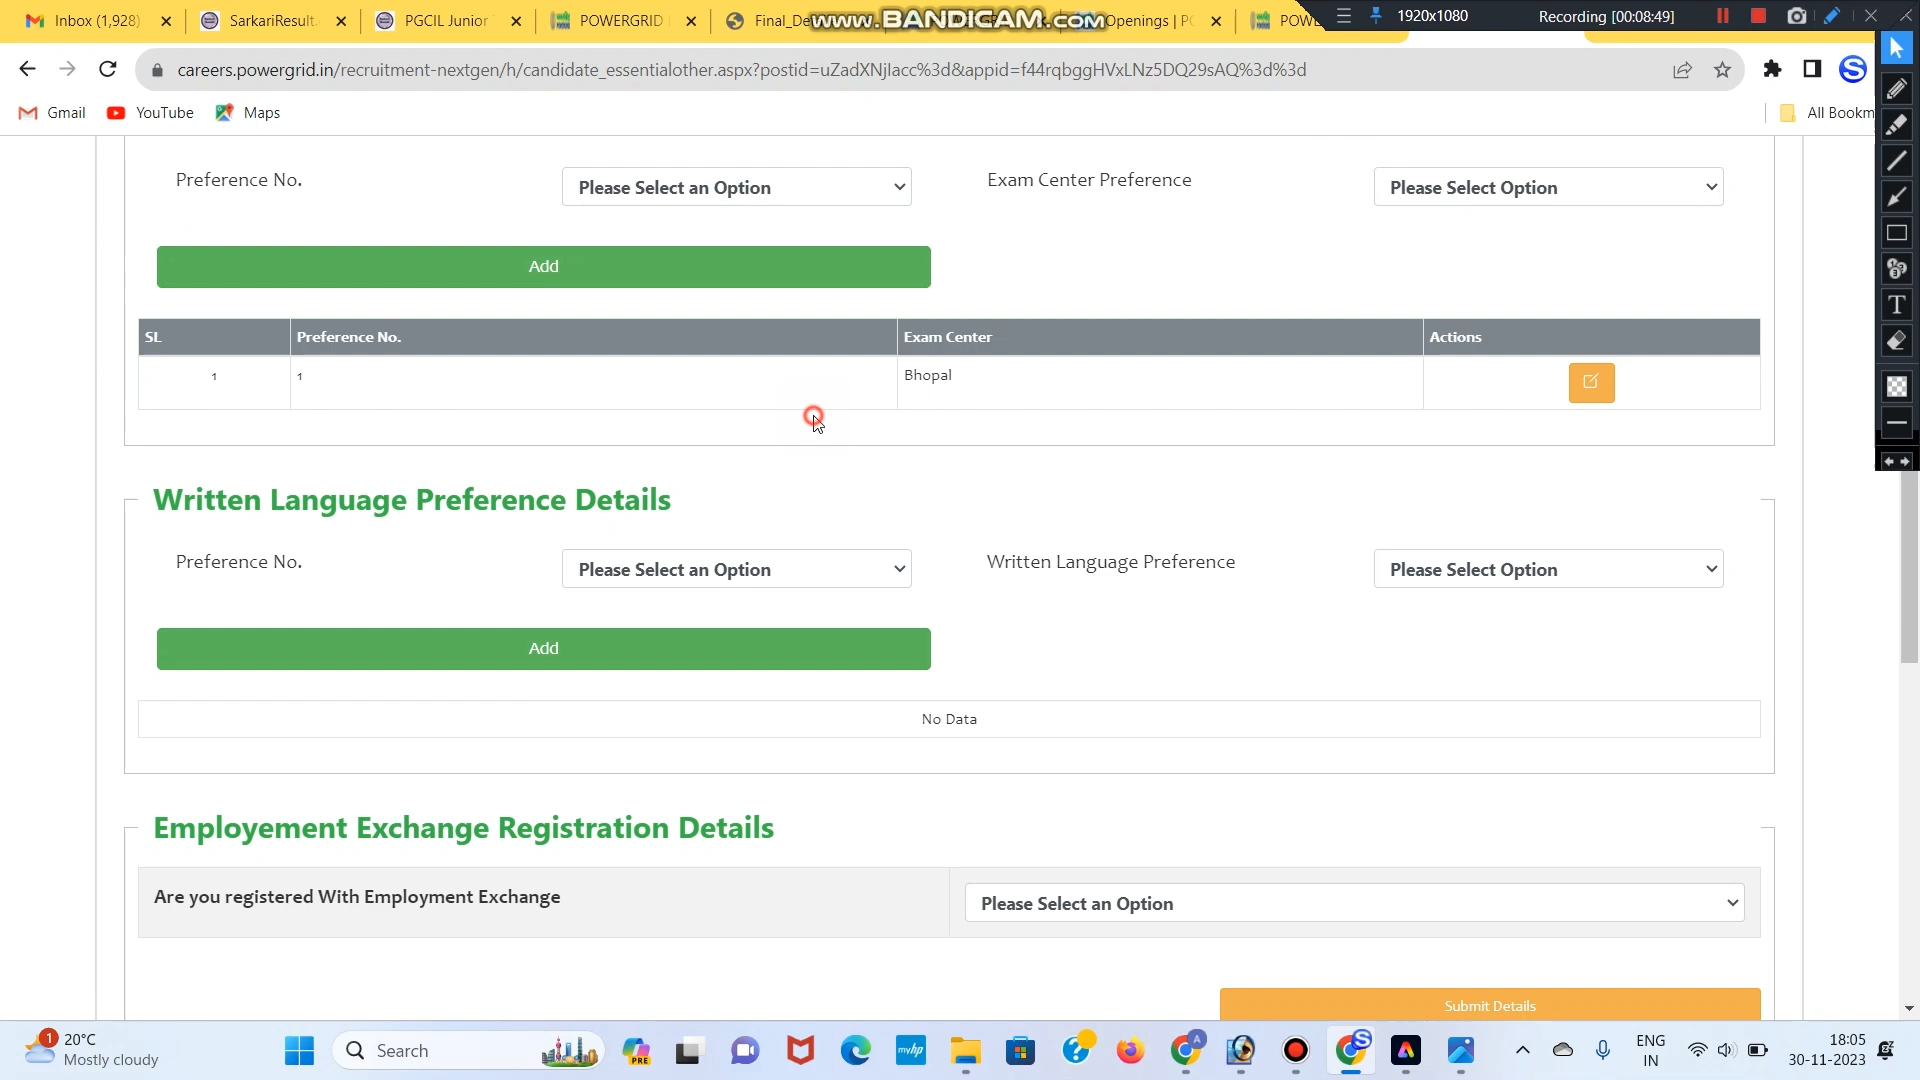 Inbox (1,928)
SarkariResult
PGCIL Junior
POWERGRID
Final_De
www.BANDICAM.com
Openings | PC
POW
1920x1080
Recording [00:08:49]
careers.powergrid.in/recruitment-nextgen/h/candidate_essentialother.aspx?postid=uZadXNjIacc%3d&appid=f44rqbggHVxLNz5DQ29sAQ%3d%3d
Gmail
YouTube
Maps
All Bookm
Preference No.
Please Select an Option
Exam Center Preference
Please Select Option
Add
SL
Preference No.
Exam Center
Actions
1
1
Bhopal
Written Language Preference Details
Preference No.
Please Select an Option
Written Language Preference
Please Select Option
Add
No Data
Employement Exchange Registration Details
Are you registered With Employment Exchange
Please Select an Option
Submit Details
1
20°C
Mostly cloudy
Search
PRE
myhp
ENG
IN
18:05
30-11-2023